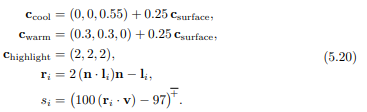 c_cool = (0, 0, 0.55) + 0.25 c_surface,
c_warm = (0.3, 0.3, 0) + 0.25 c_surface,
c_highlight = (2, 2, 2), (5.20)
r_i = 2 (n · l_i)n − l_i,
s_i = (100 (r_i · v) − 97)^∓.